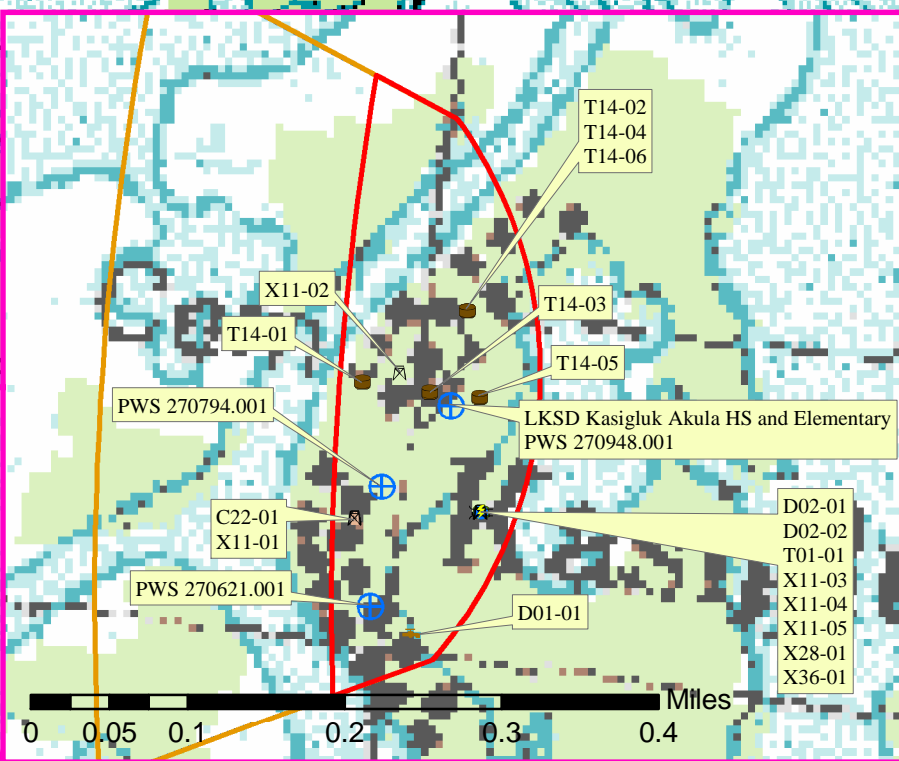 T14-02
T14-04
T14-06
X11-02
T14-03
T14-01
T14-05
PWS 270794.001
LKSD Kasigluk Akula HS and Elementary
PWS 270948.001
C22-01
X11-01
D02-01
D02-02
T01-01
X11-03
X11-04
X11-05
X28-01
X36-01
PWS 270621.001
D01-01
Miles
0 0.05 0.1 0.2 0.3 0.4